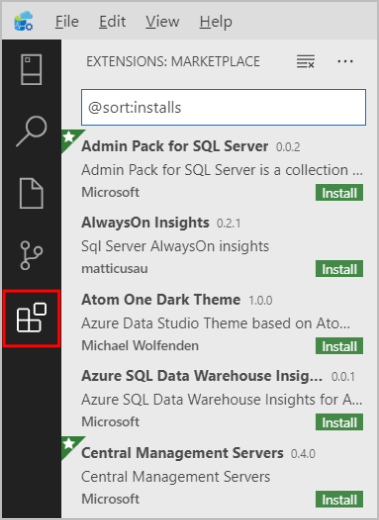 File Edit View Help
EXTENSIONS: MARKETPLACE
@sort:installs
Admin Pack for SQL Server 0.0.2
Admin Pack for SQL Server is a collection ...
Microsoft Install
AlwaysOn Insights 0.2.1
Sql Server AlwaysOn insights
matticusau Install
Atom One Dark Theme 1.0.0
Azure Data Studio Theme based on Ato...
Michael Wolfenden Install
Azure SQL Data Warehouse Insig... 0.0.1
Azure SQL Data Warehouse Insights for A...
Microsoft Install
Central Management Servers 0.4.0
Central Management Servers
Microsoft Install